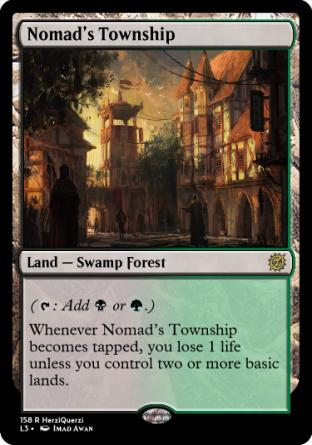 Nomad's Township
Land — Swamp Forest
( : Add or .)
Whenever Nomad's Township
becomes tapped, you lose 1 life
unless you control two or more basic
lands.
158 R HerziQuerzi
L3 • Imad Awan